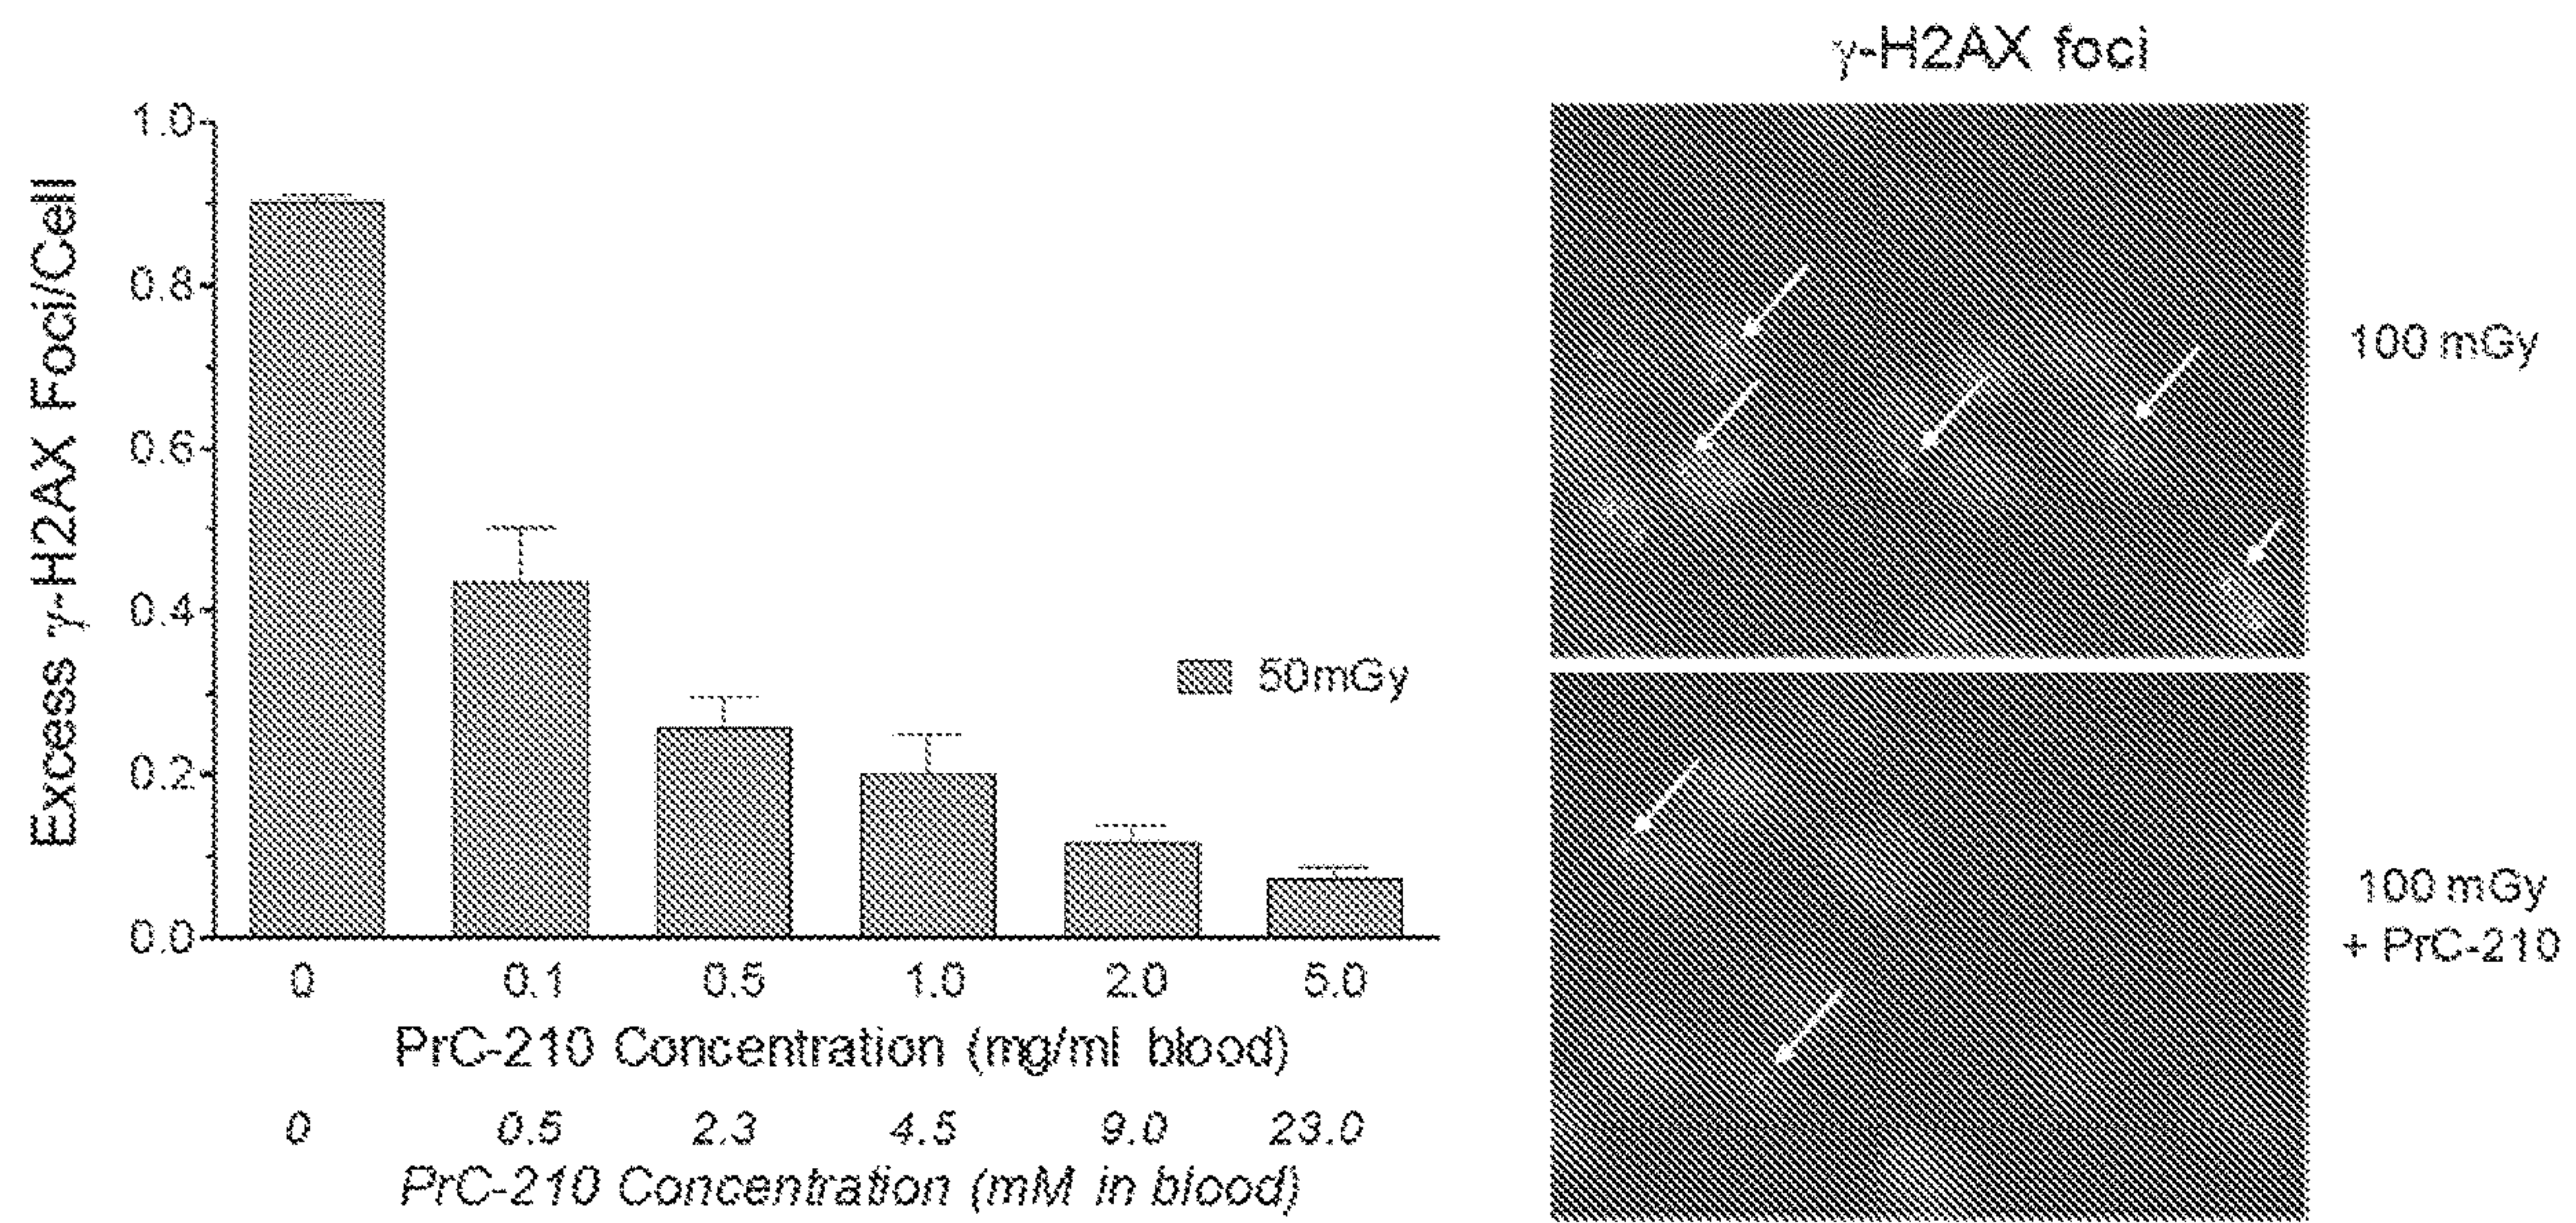 Excess γ-H2AX Foci/Cell
1.0
0.8
0.6
0.4
0.2
0.0
50mGy
0 0.1 0.5 1.0 2.0 5.0
PrC-210 Concentration (mg/ml blood)
0 0.5 2.3 4.5 9.0 23.0
PrC-210 Concentration (mM in blood)
γ-H2AX foci
100 mGy
100 mGy
+ PrC-210